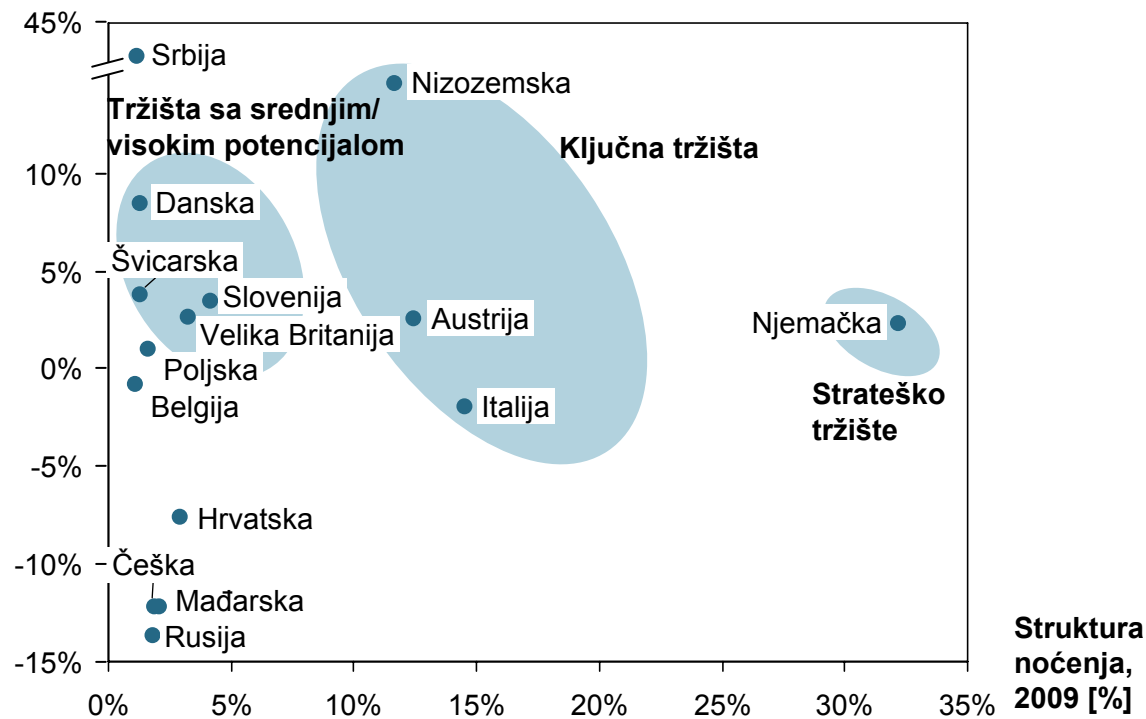 45%
Srbija
Nizozemska
Tržišta sa srednjim/
visokim potencijalom
Ključna tržišta
10%
Danska
Švicarska
5%
Slovenija
Velika Britanija
Austrija
Njemačka
0%
Poljska
Belgija
Italija
Strateško
tržište
-5%
Hrvatska
-10%
Češka
Mađarska
Rusija
-15%
0%
5%
10%
15%
20%
25%
30%
35%
Struktura
noćenja,
2009 [%]